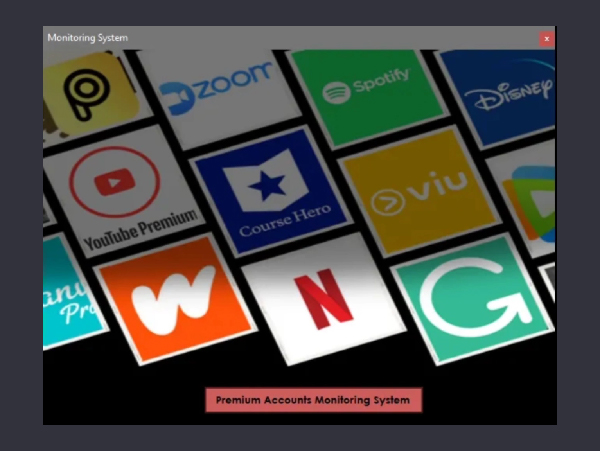 Monitoring System
x
zoom
Spotify
Disney
YouTube Premium
Course Hero
viu
Pro
W
N
G
Premium Accounts Monitoring System